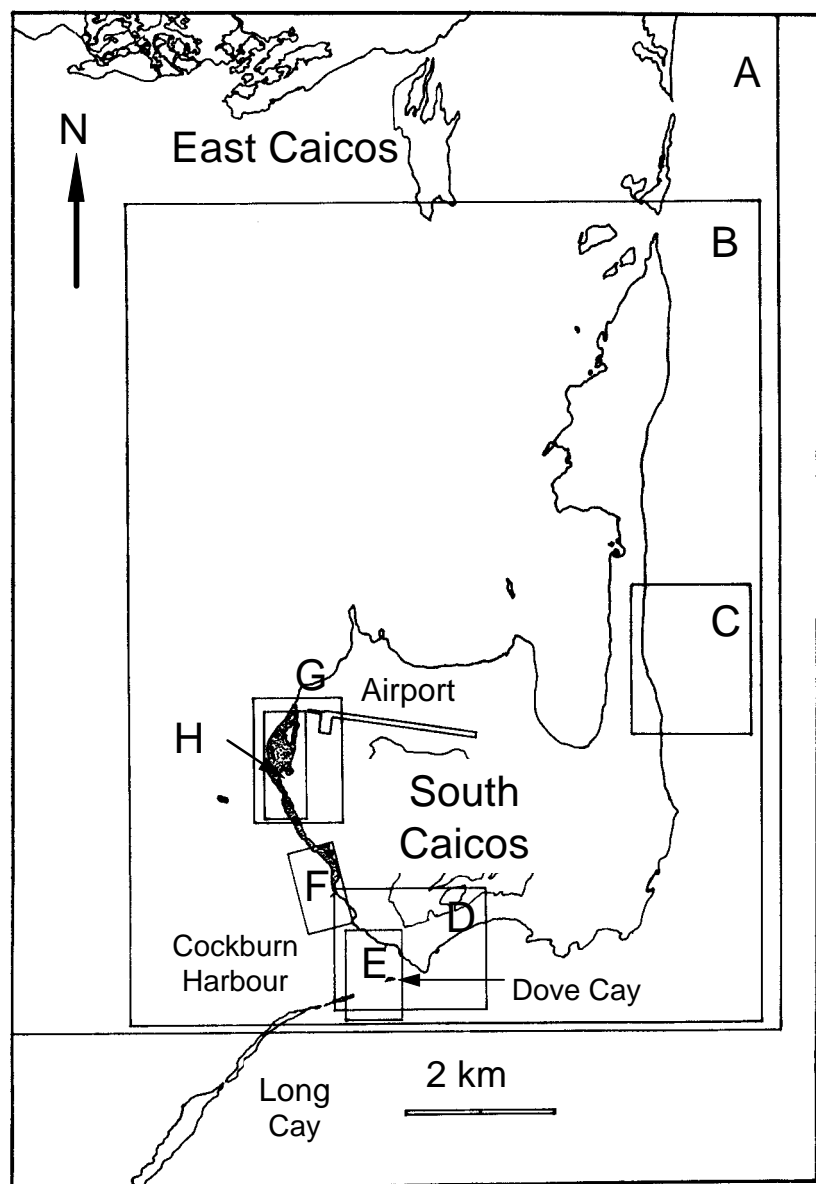 A
N
East Caicos
B
C
G
Airport
H
South
Caicos
F
D
Cockburn
Harbour
E
Dove Cay
2 km
Long
Cay